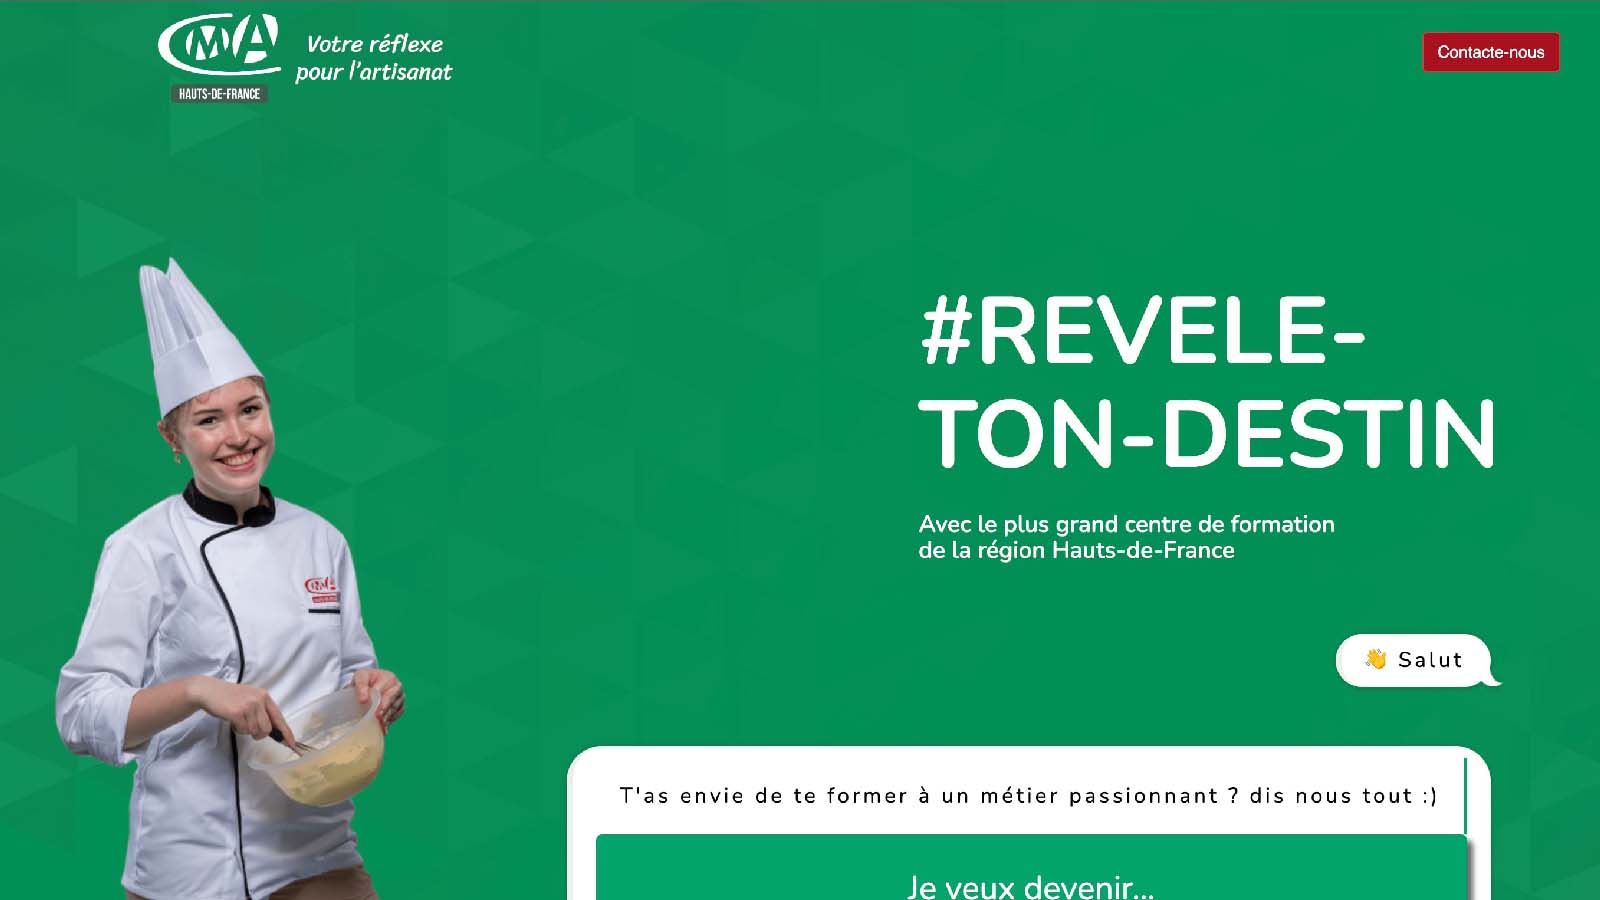 CMA
Votre réflexe
pour l'artisanat
HAUTS-DE-FRANCE
Contacte-nous
#REVELE-
TON-DESTIN
Avec le plus grand centre de formation
de la région Hauts-de-France
👋 Salut
CMA
T'as envie de te former à un métier passionnant ? dis nous tout :)
Je veux devenir...